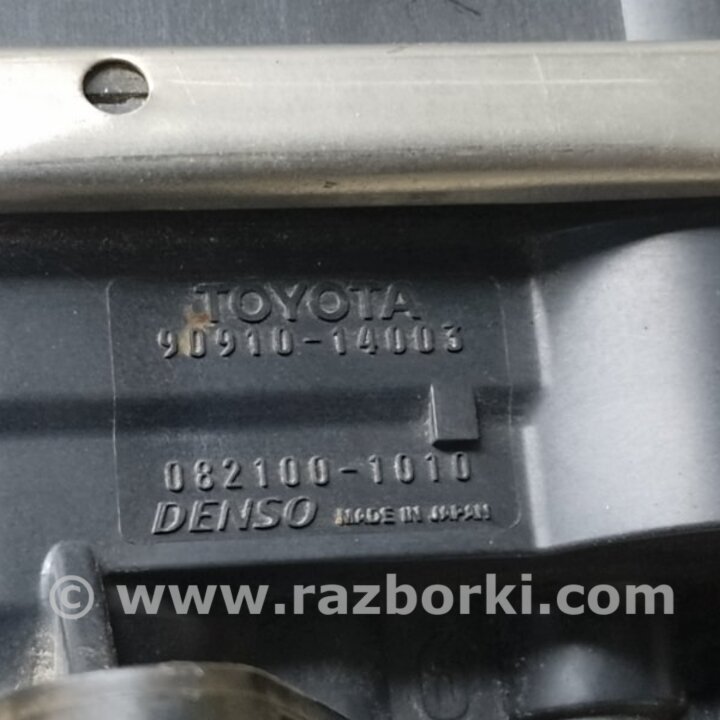 TOYOTA
90910-14003
082100-1010
DENSO MADE IN JAPAN
© www.razborki.com